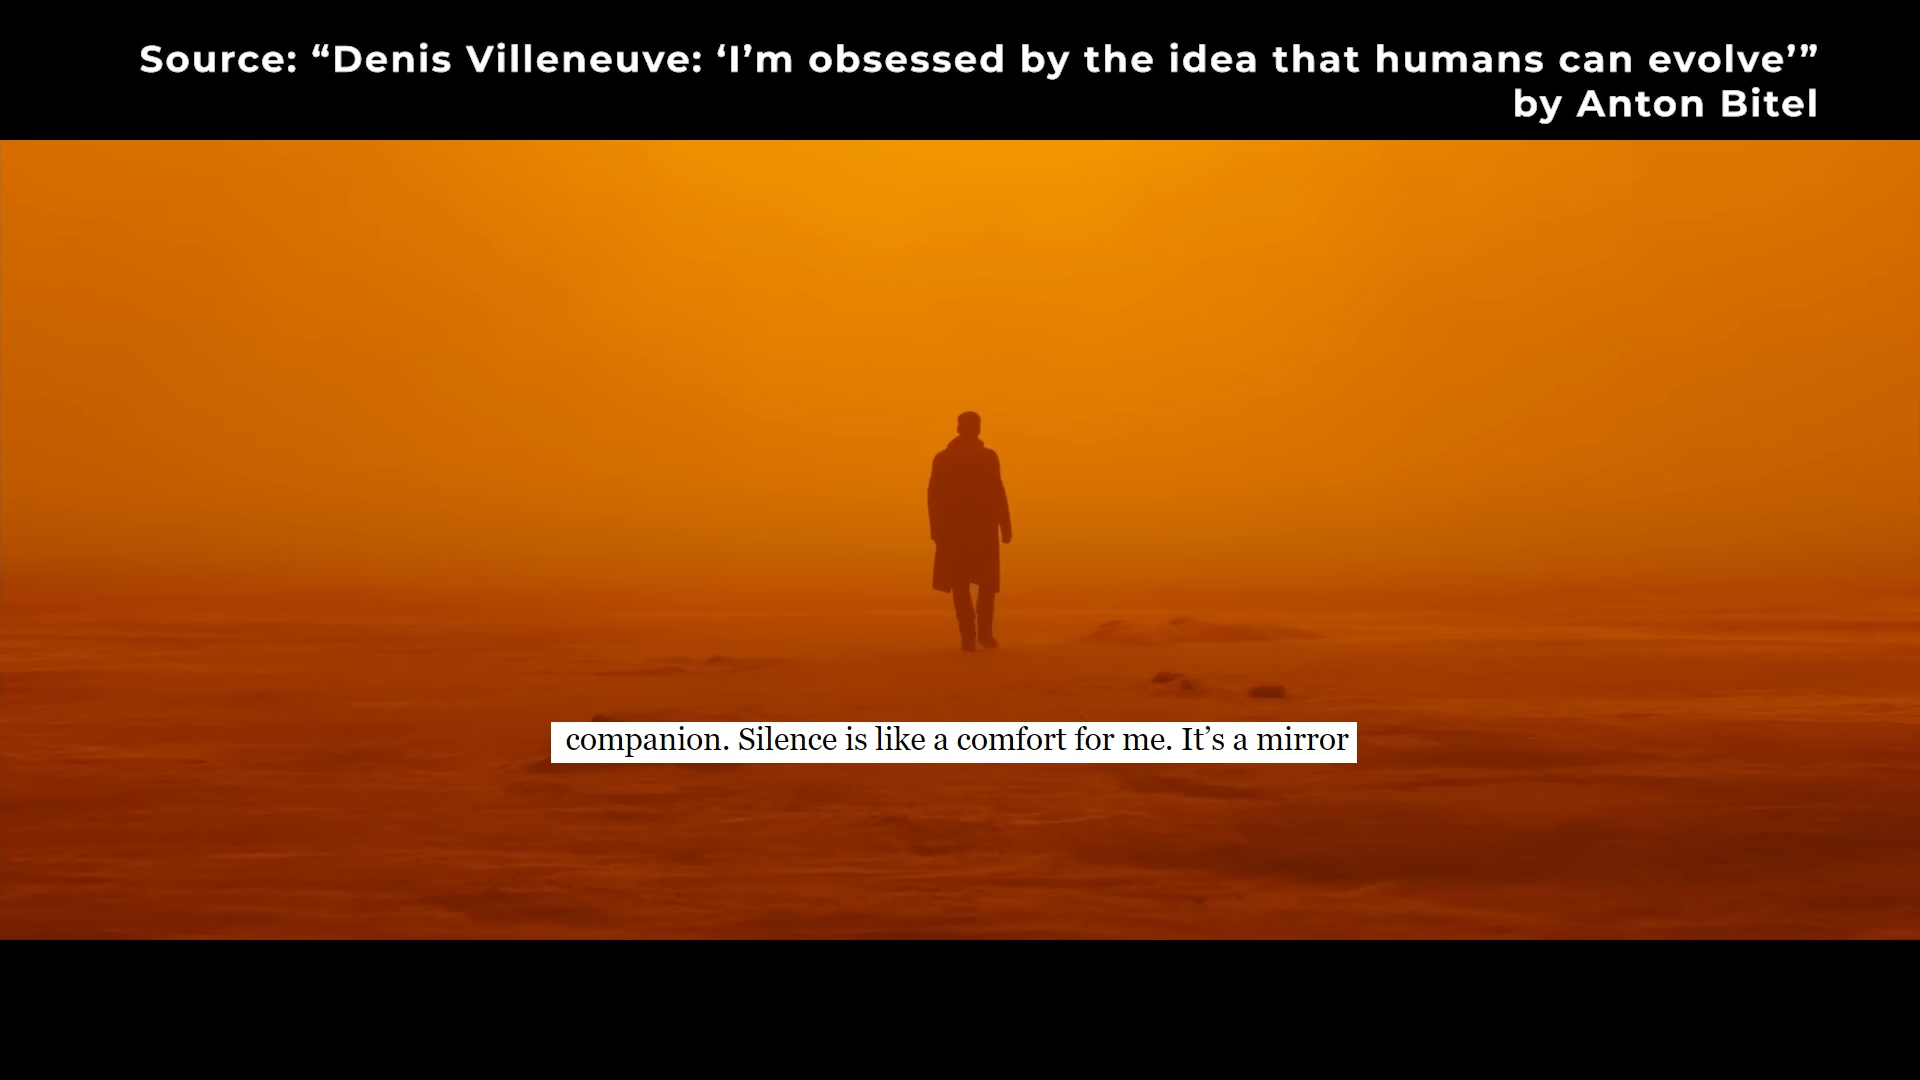 Source: “Denis Villeneuve: ‘I’m obsessed by the idea that humans can evolve’”
by Anton Bitel
companion. Silence is like a comfort for me. It’s a mirror